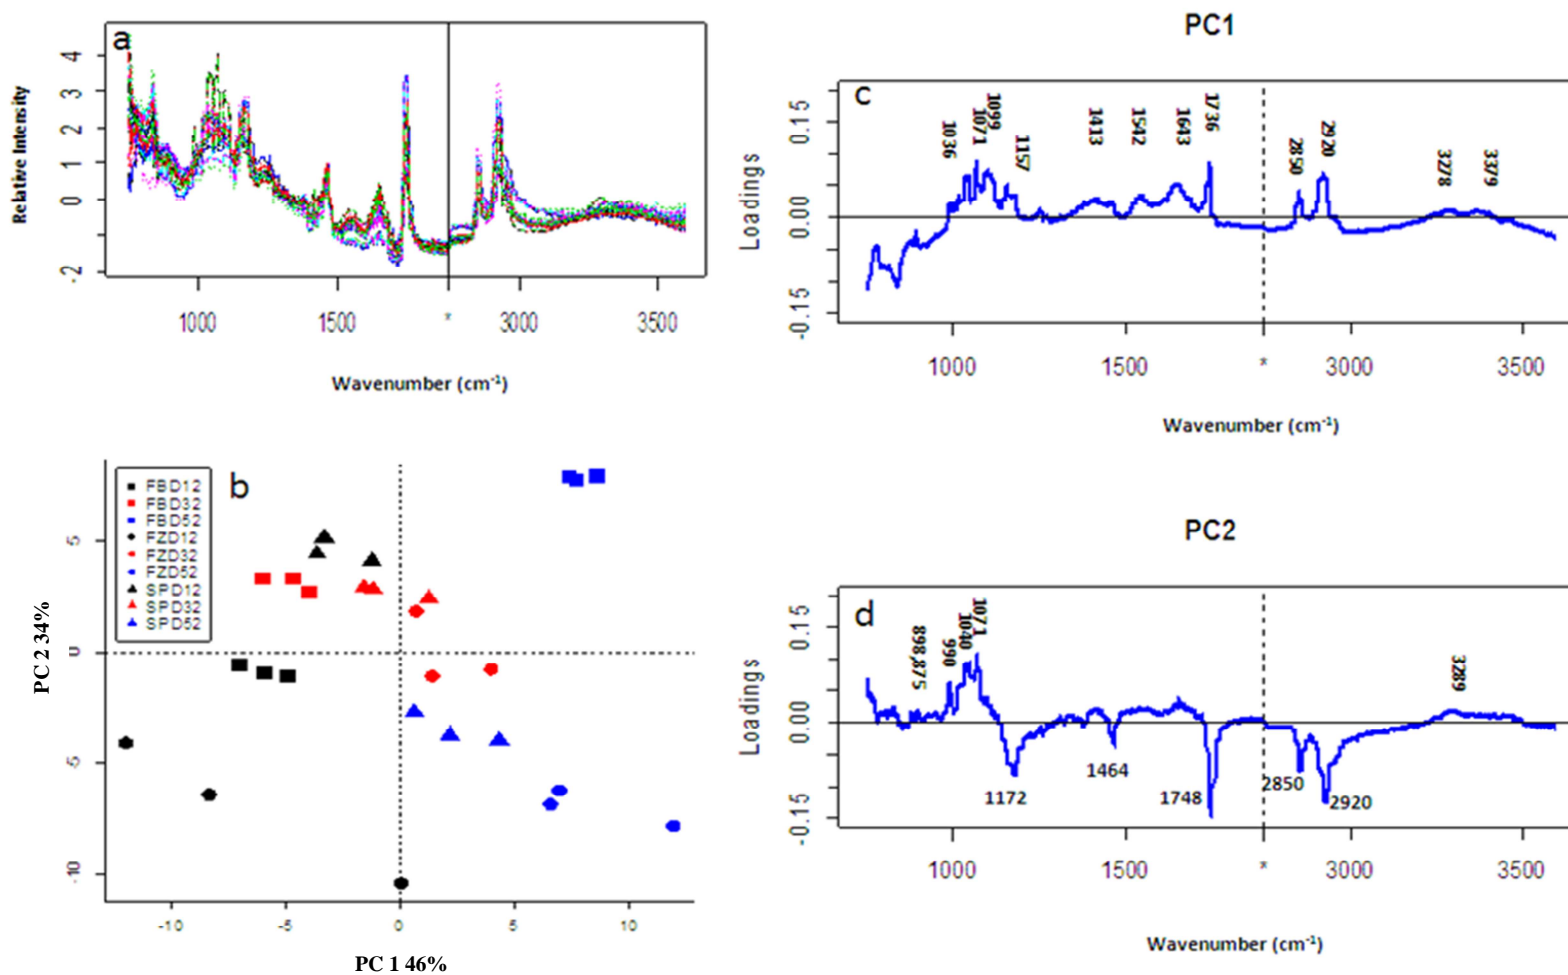 a
Relative Intensity
4
3
2
1
0
-2
1000
1500
*
3000
3500
Wavenumber (cm-1)
PC1
c
Loadings
0.15
0.00
-0.15
1036
1071
1099
1157
1413
1542
1643
1736
2850
2920
3278
3379
1000
1500
*
3000
3500
Wavenumber (cm-1)
b
FBD12
FBD32
FBD52
FZD12
FZD32
FZD52
SPD12
SPD32
SPD52
PC 2 34%
5
0
-5
-10
-10
-5
0
5
10
PC 1 46%
PC2
d
Loadings
0.15
0.00
-0.15
898,875
990
1040
1071
1172
1464
1748
2850
2920
3289
1000
1500
*
3000
3500
Wavenumber (cm-1)